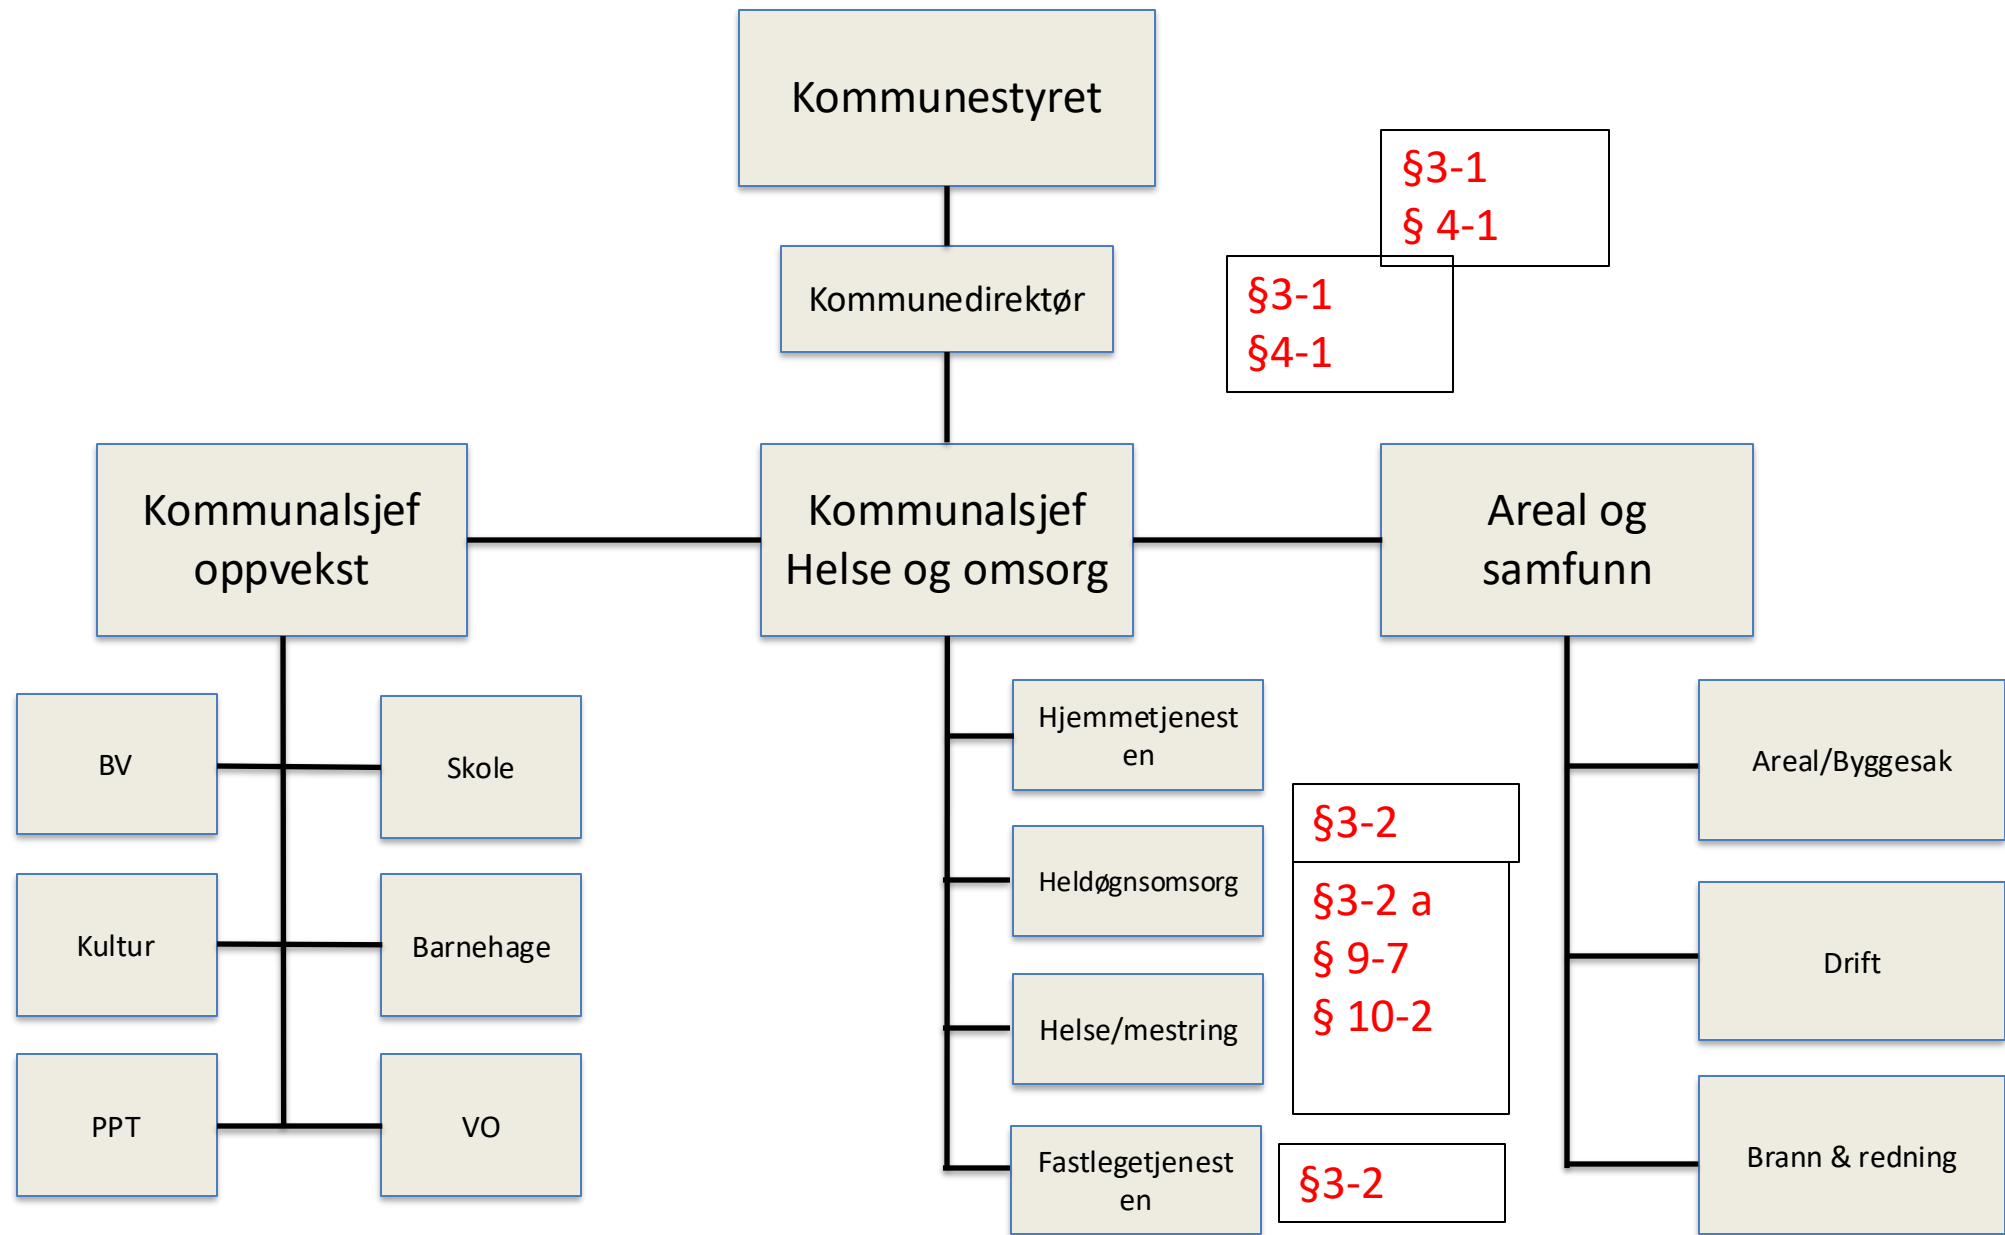 Kommunestyret
§3-1
§ 4-1
Kommunedirektør
§3-1
§4-1
Kommunalsjef
oppvekst
Kommunalsjef
Helse og omsorg
Areal og
samfunn
BV
Skole
Kultur
Barnehage
PPT
VO
Hjemmetjenest
en
Heldøgnsomsorg
Helse/mestring
Fastlegetjenest
en
§3-2
§3-2 a
§ 9-7
§ 10-2
§3-2
Areal/Byggesak
Drift
Brann & redning